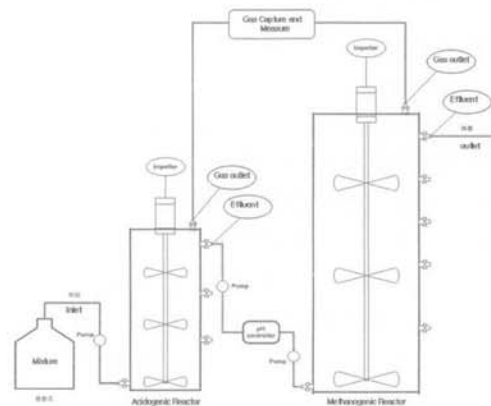 Gas Capture and
Measure
Impeller
Gas outlet
Effluent
outlet
Impeller
Gas outlet
Effluent
Inlet
Pump
Mixture
Pump
pH
controller
Pump
Acidogenic Reactor
Methanogenic Reactor